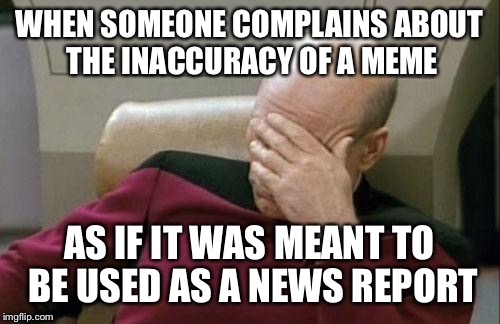 WHEN SOMEONE COMPLAINS ABOUT
THE INACCURACY OF A MEME
AS IF IT WAS MEANT TO
BE USED AS A NEWS REPORT
imgflip.com